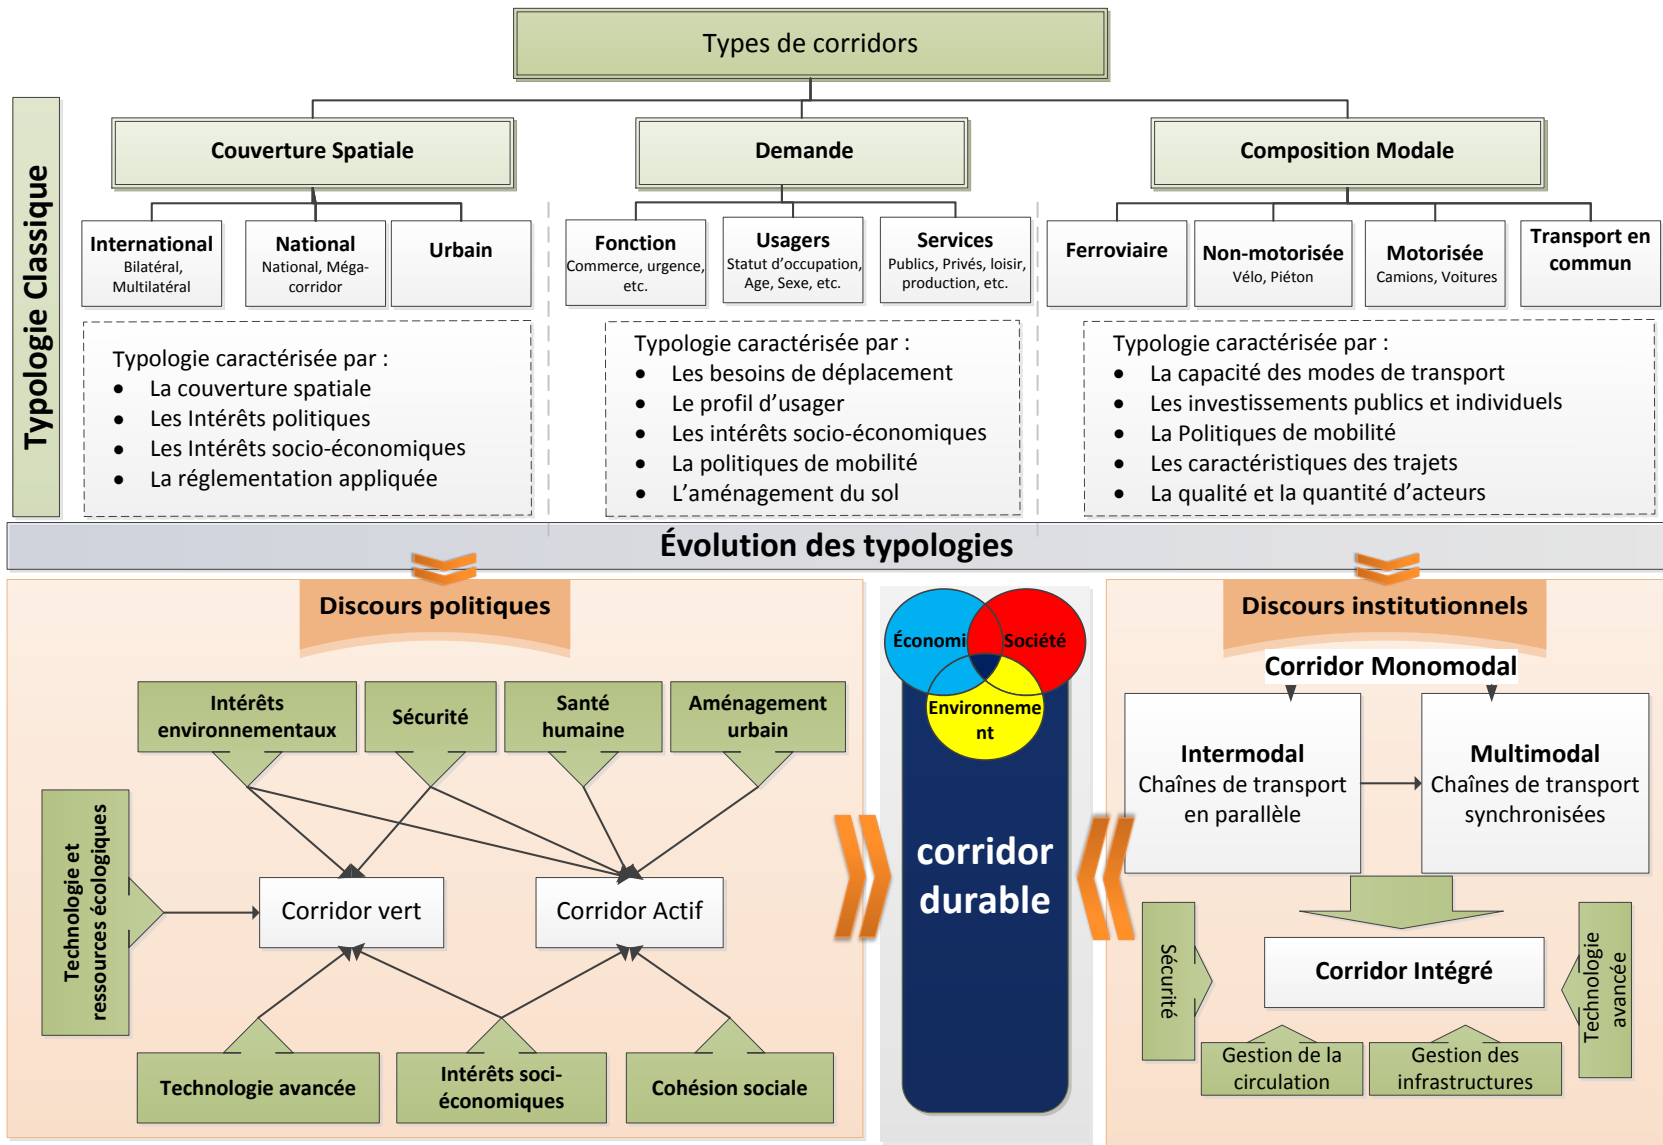 Types de corridors
Typologie Classique
Couverture Spatiale
Demande
Composition Modale
International
Bilatéral,
Multilatéral
National
National, Méga-
corridor
Urbain
Fonction
Commerce, urgence,
etc.
Usagers
Statut d'occupation,
Age, Sexe, etc.
Services
Publics, Privés, loisir,
production, etc.
Ferroviaire
Non-motorisée
Vélo, Piéton
Motorisée
Camions, Voitures
Transport en
commun
Typologie caractérisée par :
• La couverture spatiale
• Les Intérêts politiques
• Les Intérêts socio-économiques
• La réglementation appliquée
Typologie caractérisée par :
• Les besoins de déplacement
• Le profil d'usager
• Les intérêts socio-économiques
• La politiques de mobilité
• L'aménagement du sol
Typologie caractérisée par :
• La capacité des modes de transport
• Les investissements publics et individuels
• La Politiques de mobilité
• Les caractéristiques des trajets
• La qualité et la quantité d'acteurs
Évolution des typologies
Discours politiques
Intérêts
environnementaux
Sécurité
Santé
humaine
Aménagement
urbain
Technologie et
ressources écologiques
Corridor vert
Corridor Actif
Technologie avancée
Intérêts soci-
économiques
Cohésion sociale
Économi
Société
Environneme
nt
corridor
durable
Discours institutionnels
Corridor Monomodal
Intermodal
Chaînes de transport
en parallèle
Multimodal
Chaînes de transport
synchronisées
Sécurité
Corridor Intégré
Technologie
avancée
Gestion de la
circulation
Gestion des
infrastructures